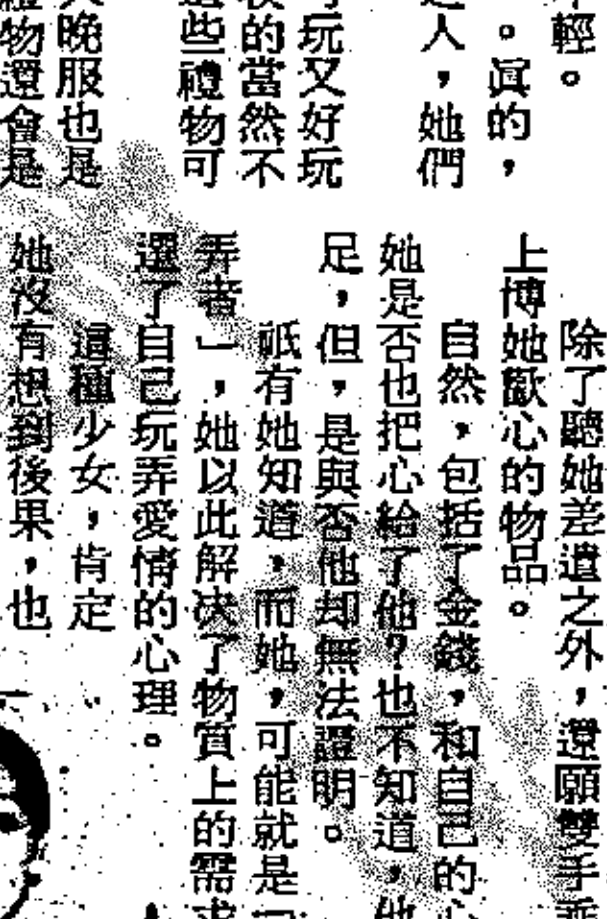 不輕。
。真的，
人，她們
可玩又好玩
的當然不
這些禮物可
晚服也是
禮物還會是
除了聽她差遣之外，還願雙手
上博她歡心的物品。
自然，包括了金錢，和自己的心
她是否也把心給了他？也不知道，他
足，但，是與否他却無法證明。
祇有她知道，而她，可能就是「
弄者」，她以此解決了物質上的需求
還了自己玩弄愛情的心理。
這種少女，肯定
她沒有想到後果，也